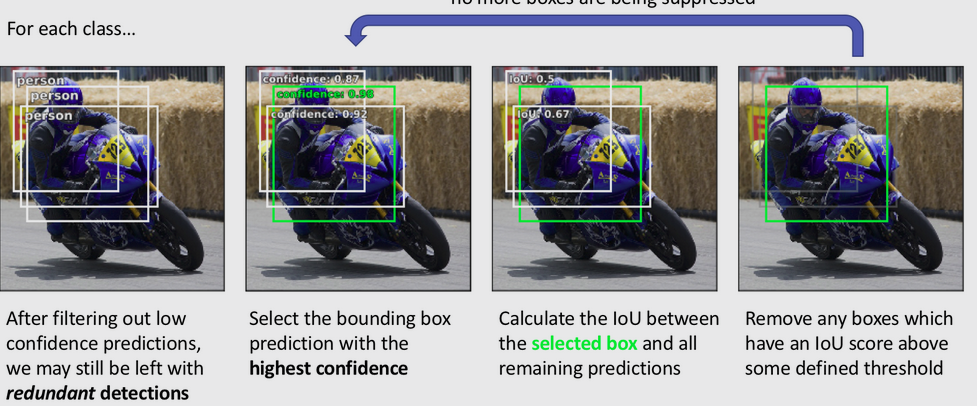 no more boxes are being suppressed
For each class...
person
person
person
confidence: 0.87
confidence: 0.98
confidence: 0.92
IoU: 0.5
IoU: 0.67
After filtering out low
confidence predictions,
we may still be left with
redundant detections
Select the bounding box
prediction with the
highest confidence
Calculate the IoU between
the selected box and all
remaining predictions
Remove any boxes which
have an IoU score above
some defined threshold